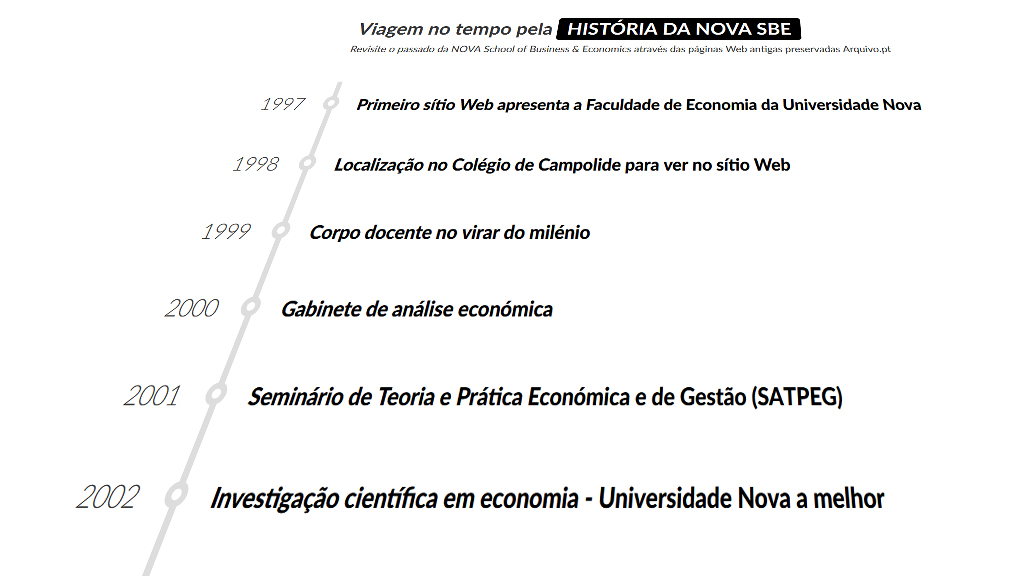 Viagem no tempo pela HISTÓRIA DA NOVA SBE
Revisite o passado da NOVA School of Business & Economics através das páginas Web antigas preservadas Arquivo.pt
1997 Primeiro sítio Web apresenta a Faculdade de Economia da Universidade Nova
1998 Localização no Colégio de Campolide para ver no sítio Web
1999 Corpo docente no virar do milénio
2000 Gabinete de análise económica
2001 Seminário de Teoria e Prática Económica e de Gestão (SATPEG)
2002 Investigação científica em economia - Universidade Nova a melhor